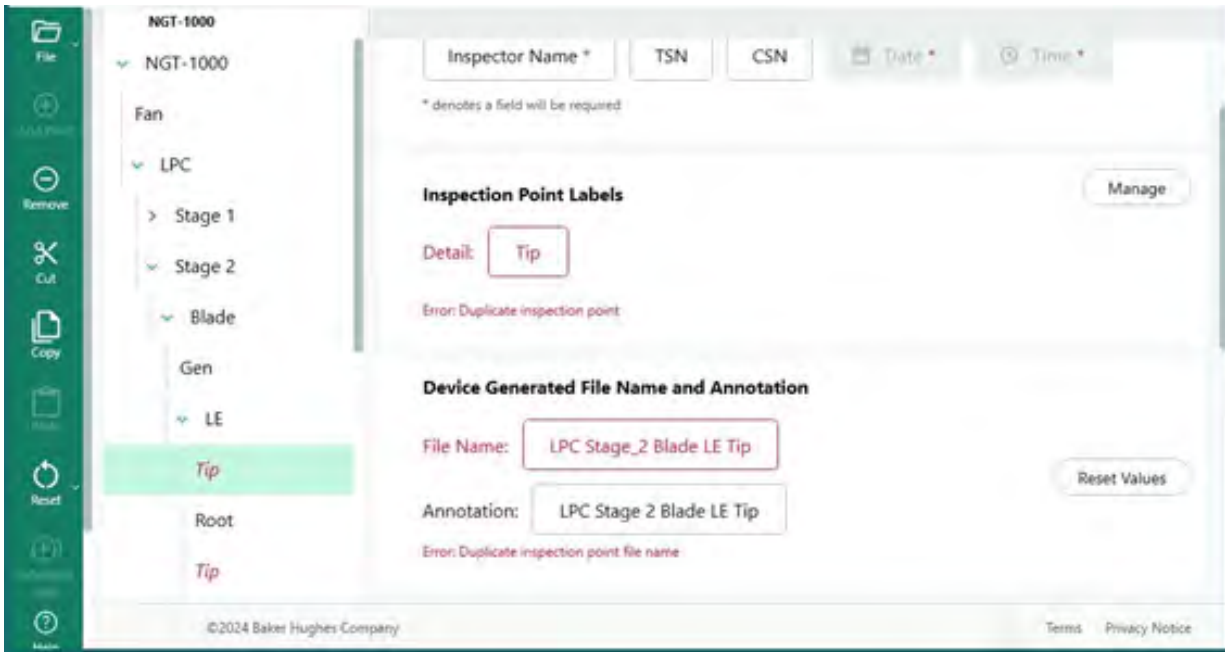 File
Remove
Cut
Copy
Reset
NGT-1000
NGT-1000
Fan
LPC
Stage 1
Stage 2
Blade
Gen
LE
Tip
Root
Tip
Inspector Name *
TSN
CSN
Date *
Time *
* denotes a field will be required
Inspection Point Labels
Manage
Detail:
Tip
Error: Duplicate inspection point
Device Generated File Name and Annotation
File Name:
LPC Stage_2 Blade LE Tip
Reset Values
Annotation:
LPC Stage 2 Blade LE Tip
Error: Duplicate inspection point file name
©2024 Baker Hughes Company
Terms
Privacy Notice